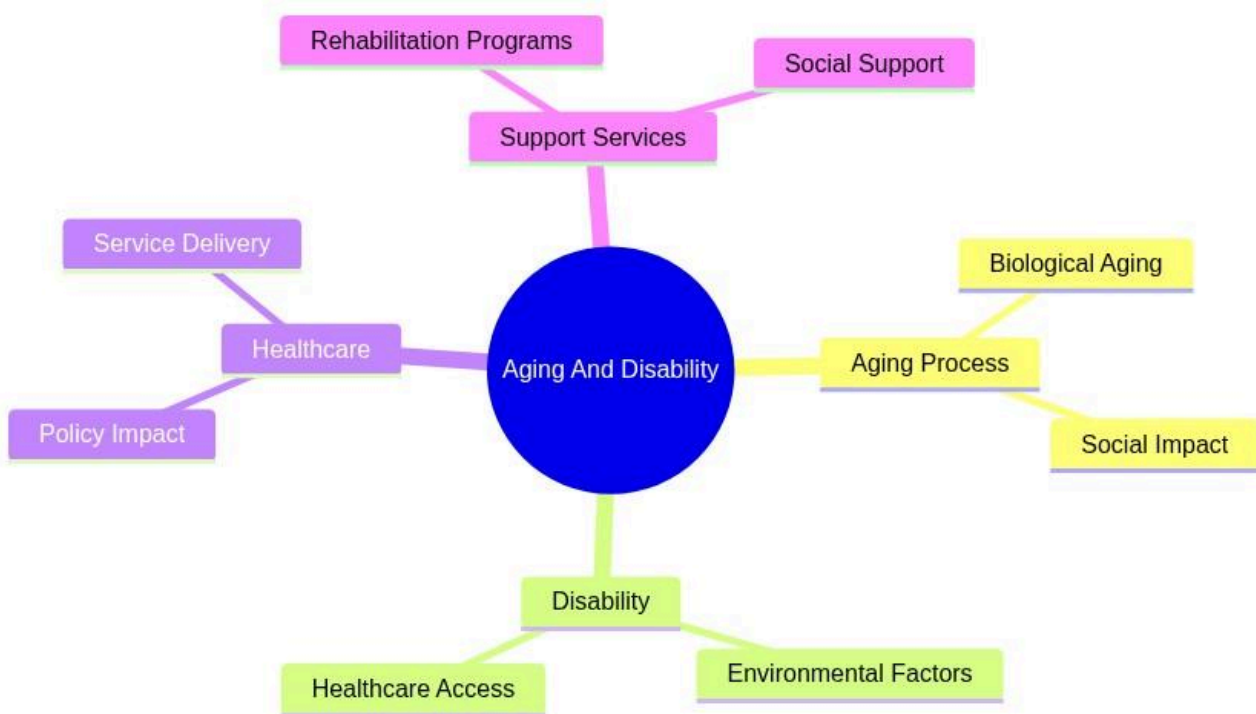 Rehabilitation Programs
Social Support
Support Services
Service Delivery
Biological Aging
Healthcare
Aging And Disability
Aging Process
Policy Impact
Social Impact
Disability
Healthcare Access
Environmental Factors